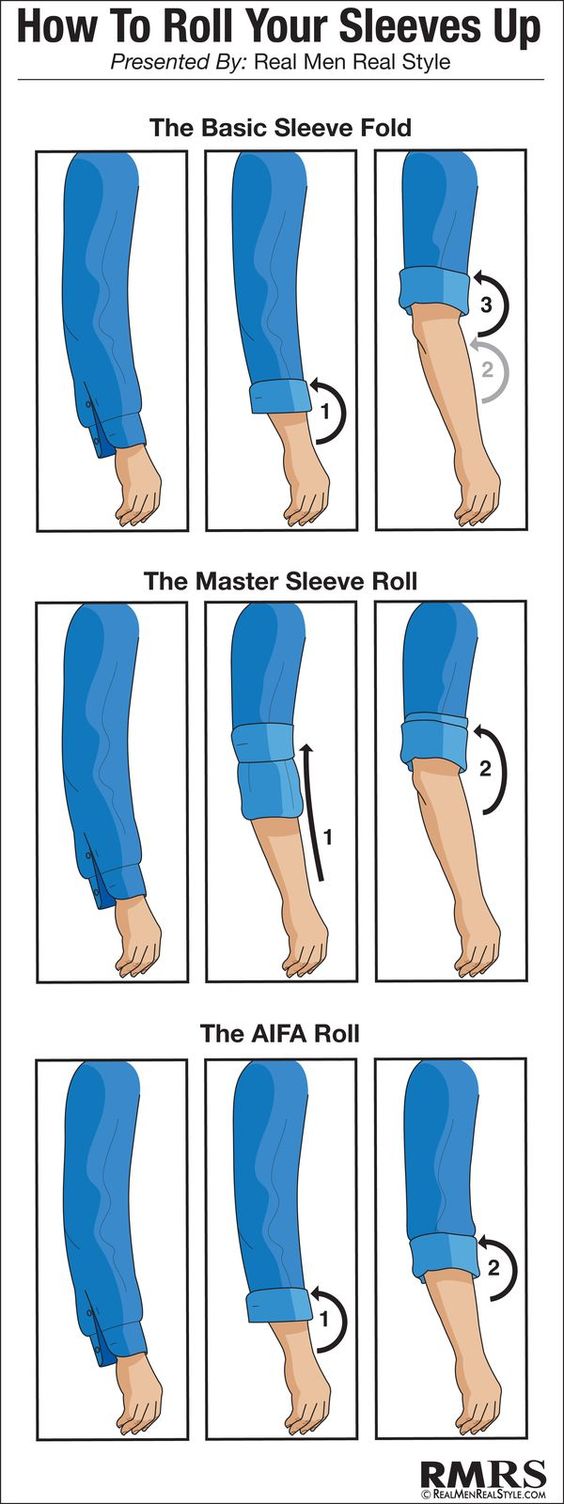 How To Roll Your Sleeves Up
Presented By: Real Men Real Style
The Basic Sleeve Fold
1
3
2
The Master Sleeve Roll
1
2
The AIFA Roll
1
2
RMRS
© REALMENREALSTYLE.COM